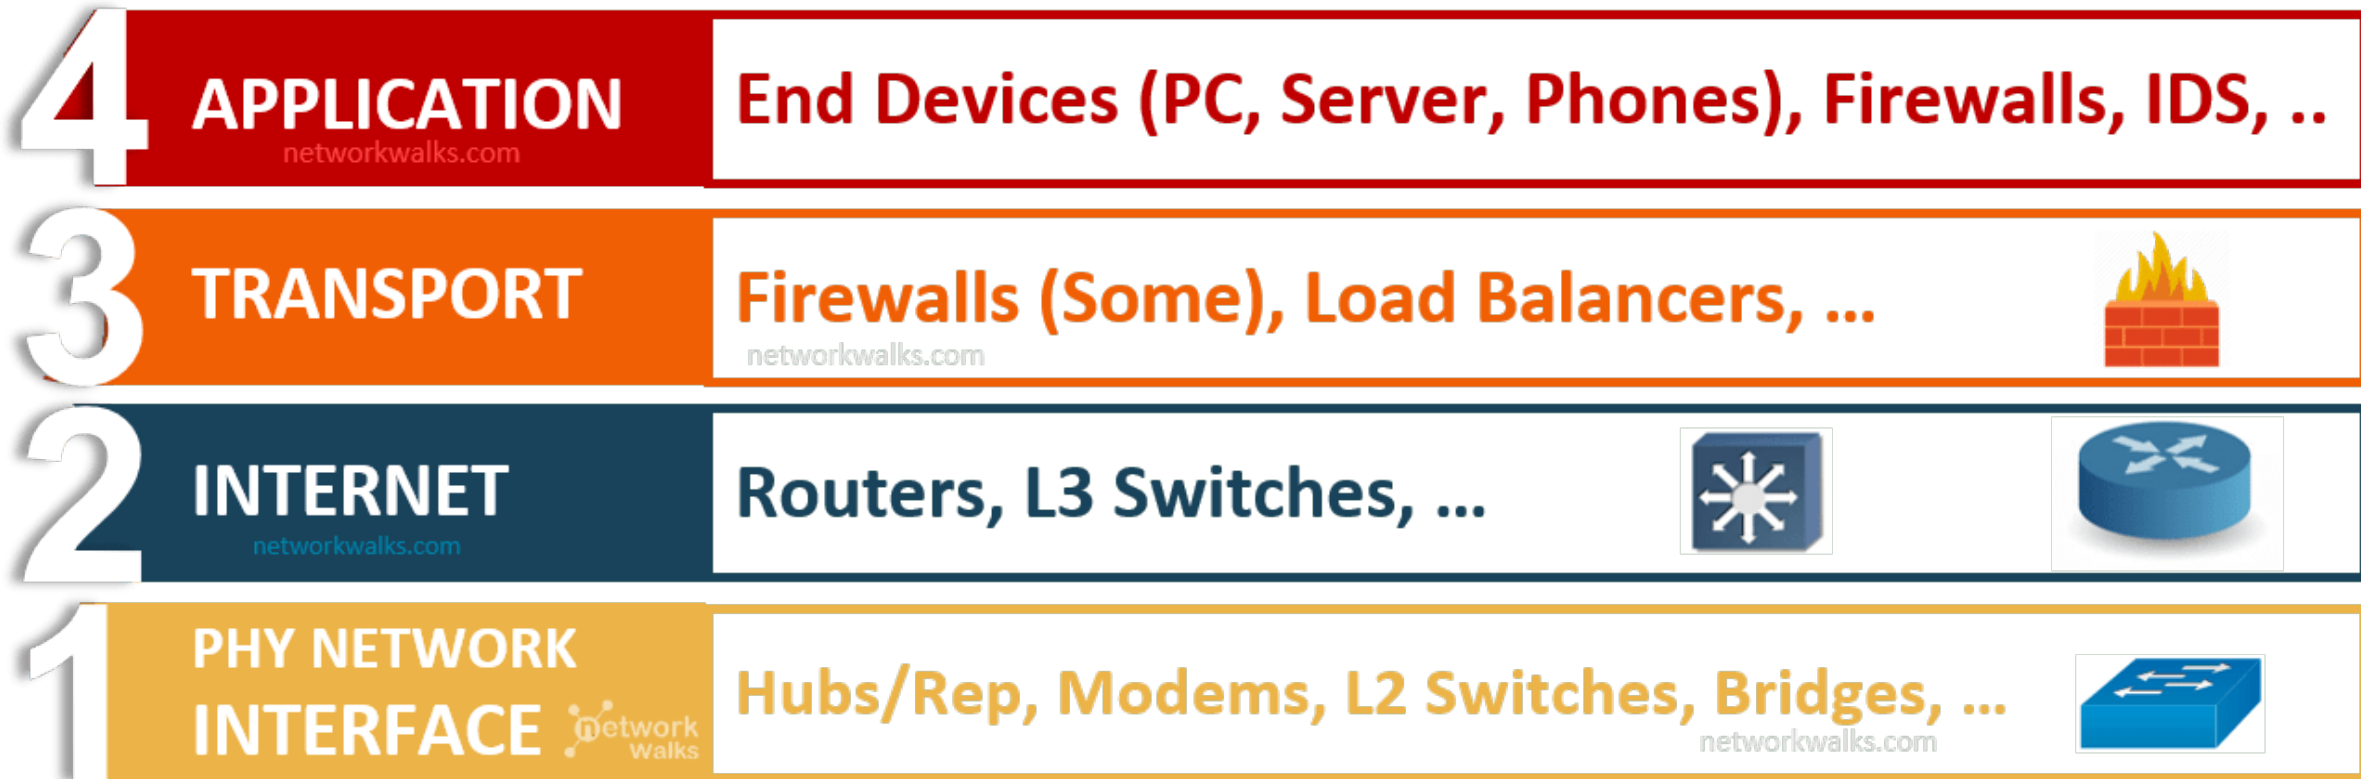 4
APPLICATION
networkwalks.com
End Devices (PC, Server, Phones), Firewalls, IDS, ..
3
TRANSPORT
Firewalls (Some), Load Balancers, ...
networkwalks.com
2
INTERNET
networkwalks.com
Routers, L3 Switches, ...
1
PHY NETWORK
INTERFACE
network
Walks
Hubs/Rep, Modems, L2 Switches, Bridges, ...
networkwalks.com